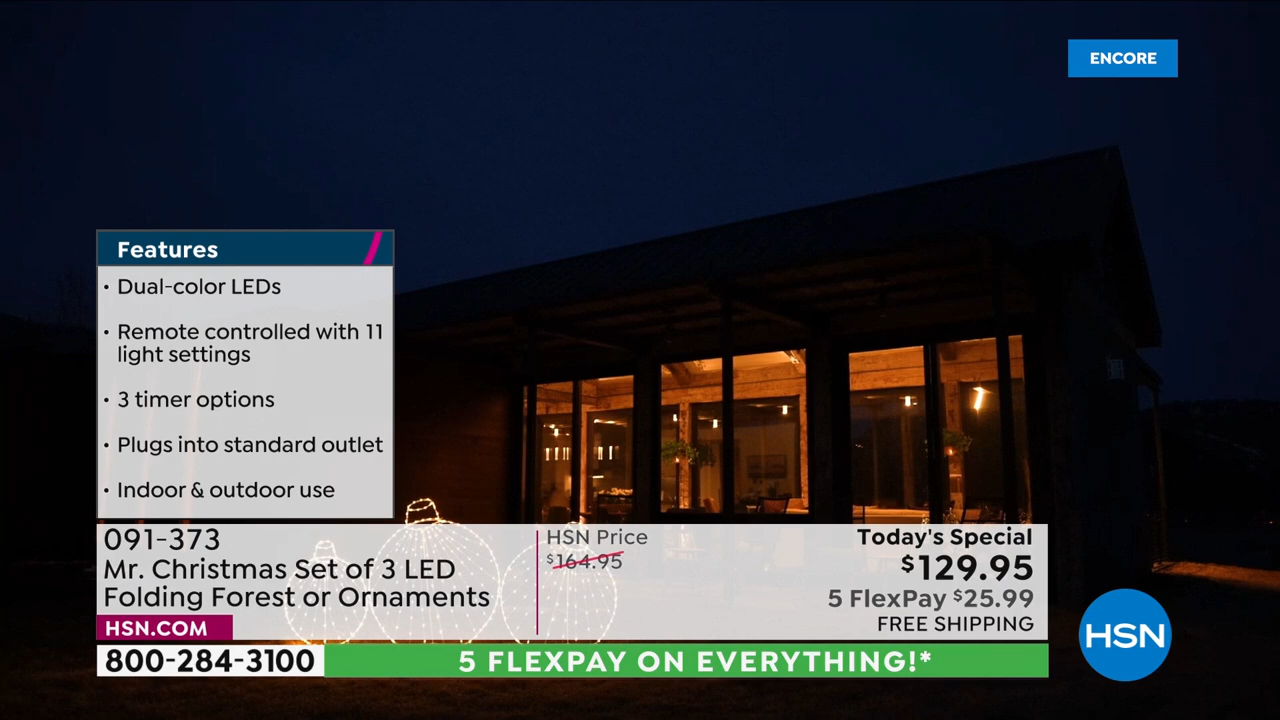 ENCORE
Features
• Dual-color LEDs
• Remote controlled with 11
light settings
• 3 timer options
• Plugs into standard outlet
• Indoor & outdoor use
091-373
Mr. Christmas Set of 3 LED
Folding Forest or Ornaments
HSN.COM
HSN Price
$164.95
Today's Special
$129.95
5 FlexPay $25.99
FREE SHIPPING
800-284-3100
5 FLEXPAY ON EVERYTHING!*
HSN